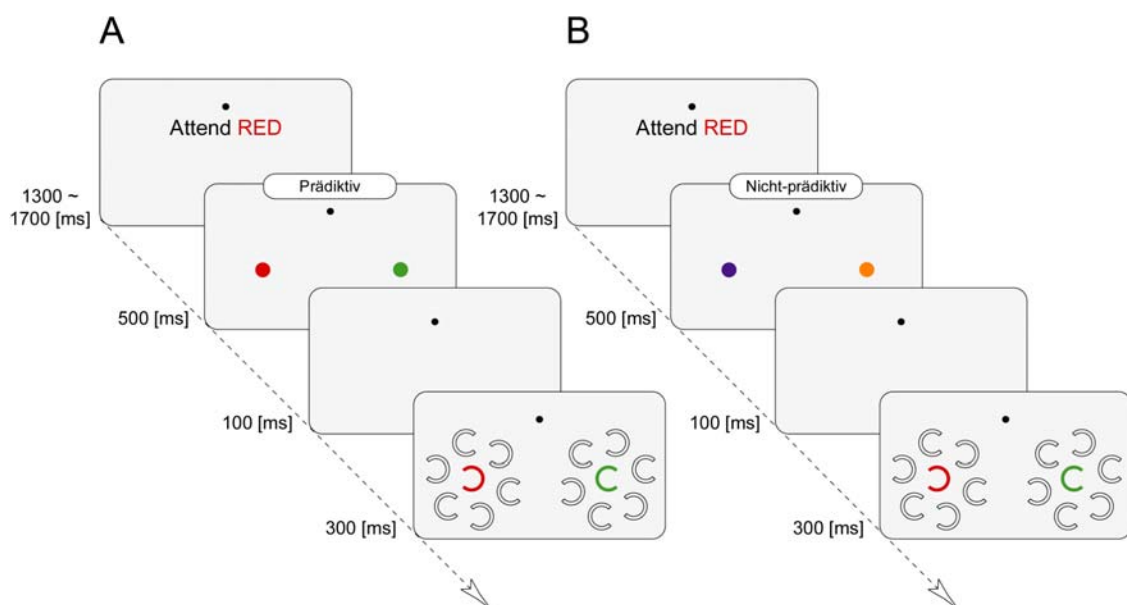 A
Attend RED
Prädiktiv
1300 ~
1700 [ms]
500 [ms]
100 [ms]
300 [ms]
B
Attend RED
Nicht-prädiktiv
1300 ~
1700 [ms]
500 [ms]
100 [ms]
300 [ms]